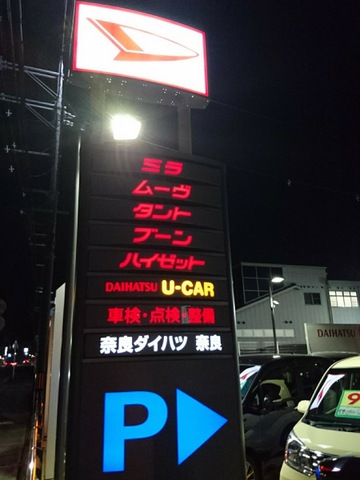 ミラ
ムーヴ
タント
ブーン
ハイゼット
DAIHATSU U-CAR
車検・点検・整備
奈良ダイハツ 奈良
P
DAIHATSU
9